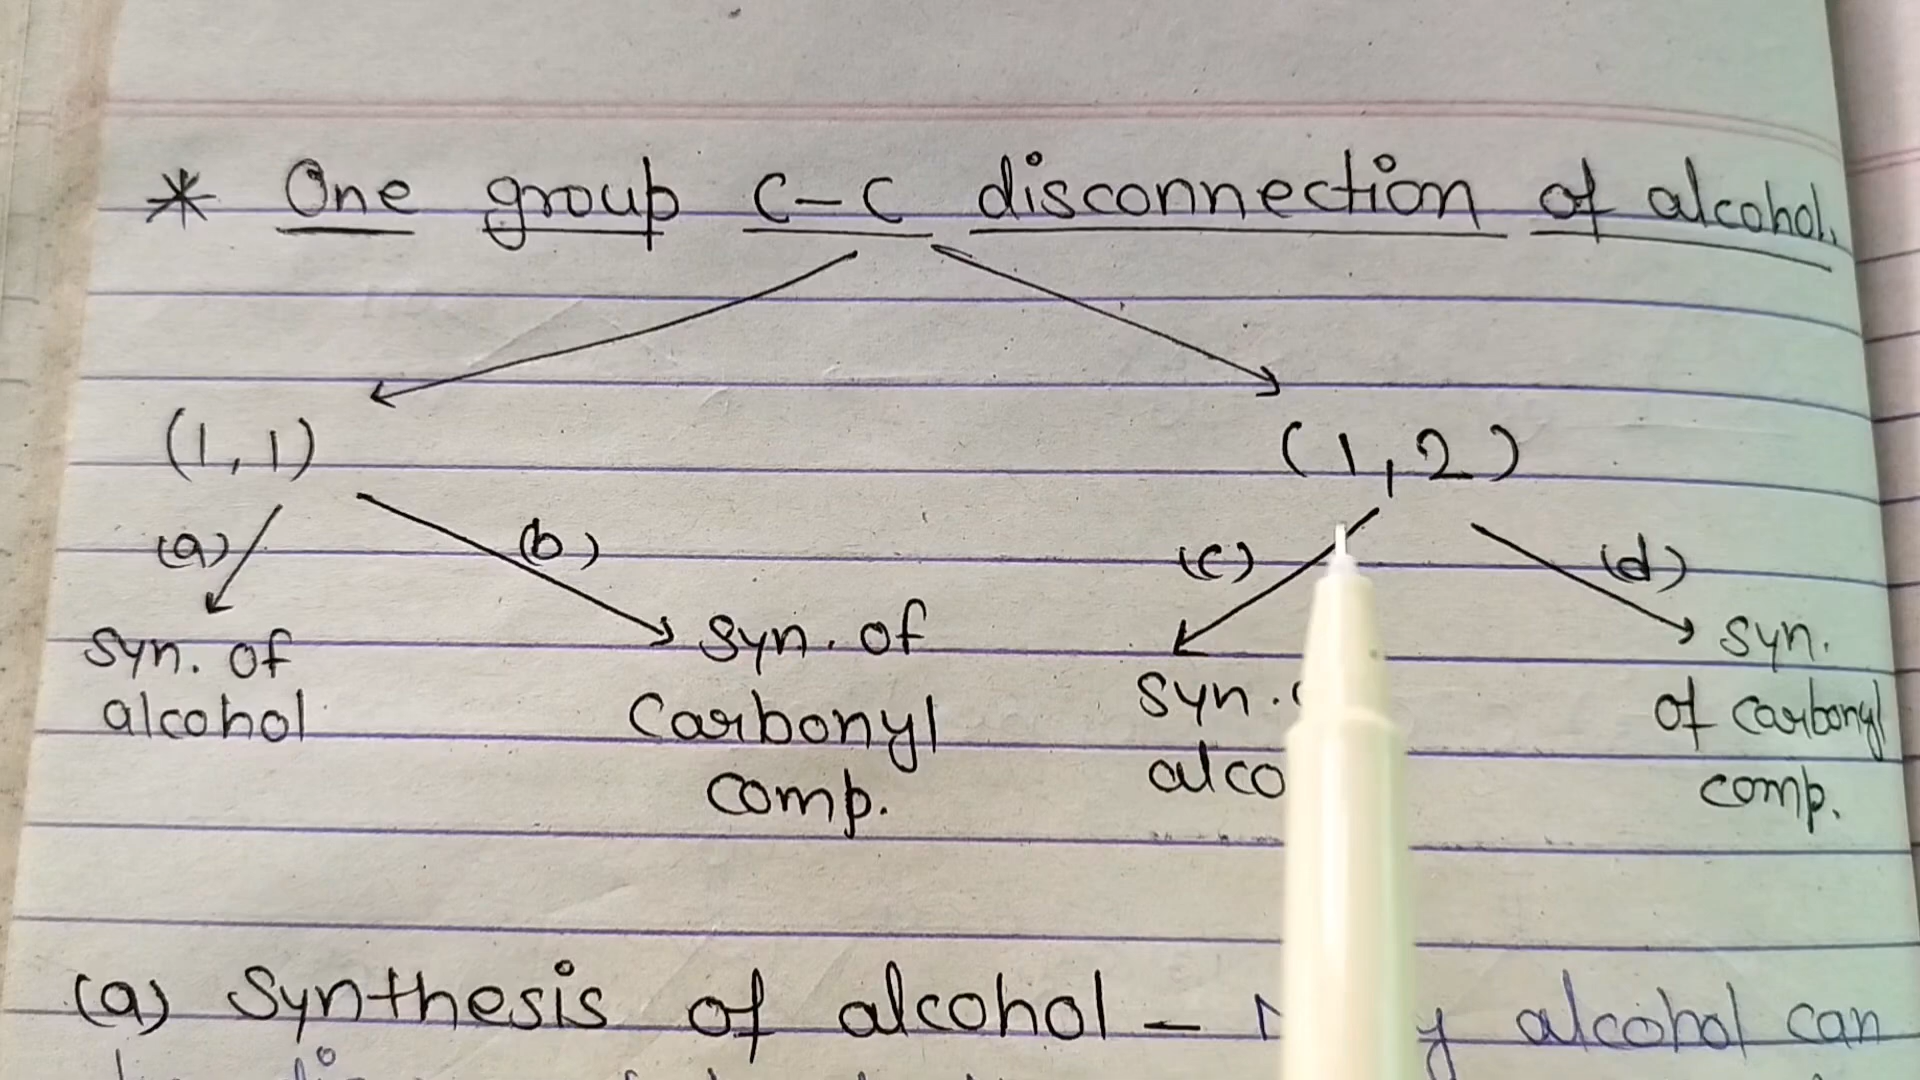 * One group C-C disconnection of alcohol.
(1,1) (1,2)
(a) (b) (c) (d)
syn. of alcohol
syn. of Carbonyl comp.
syn.
syn. of carbonyl comp.
(a) Synthesis of alcohol - alcohol can